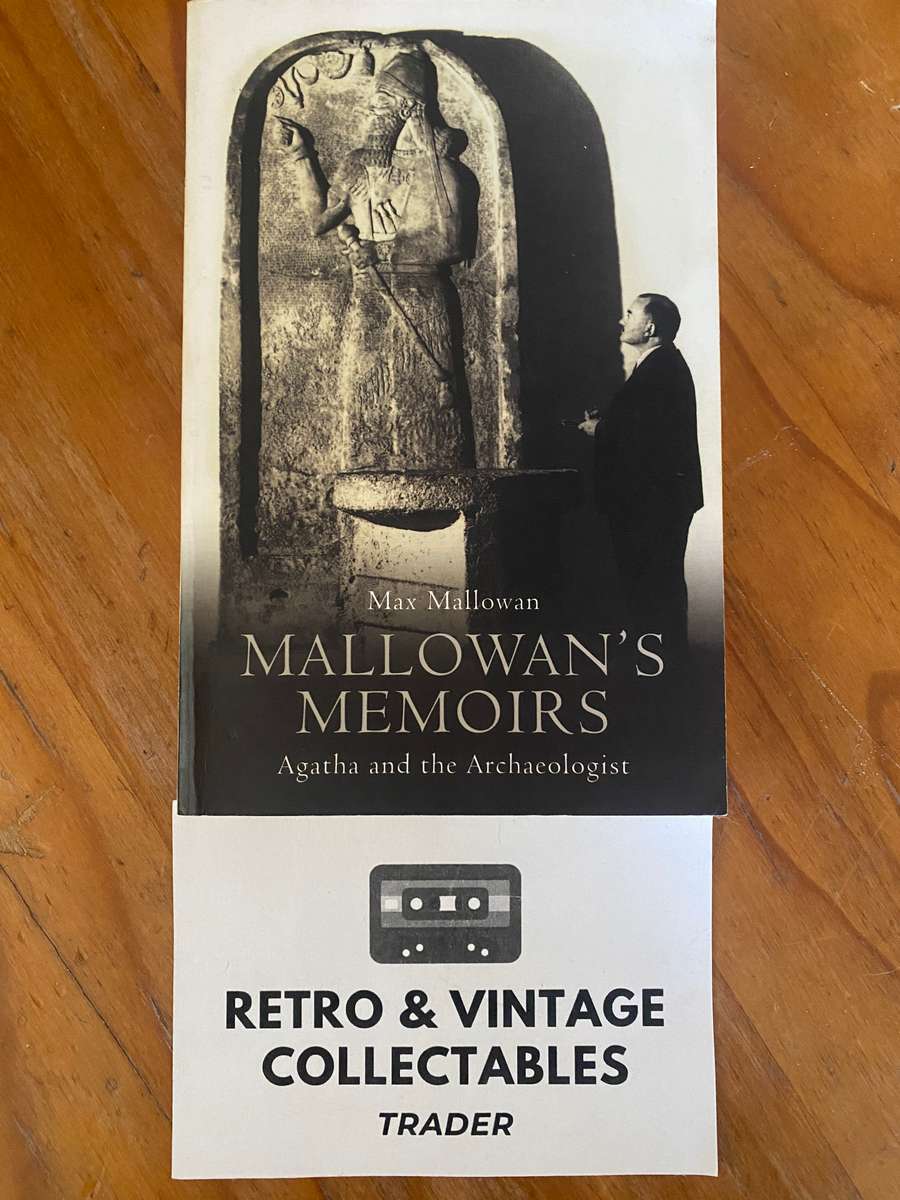 Max Mallowan
MALLOWAN'S
MEMOIRS
Agatha and the Archaeologist
RETRO & VINTAGE
COLLECTABLES
TRADER